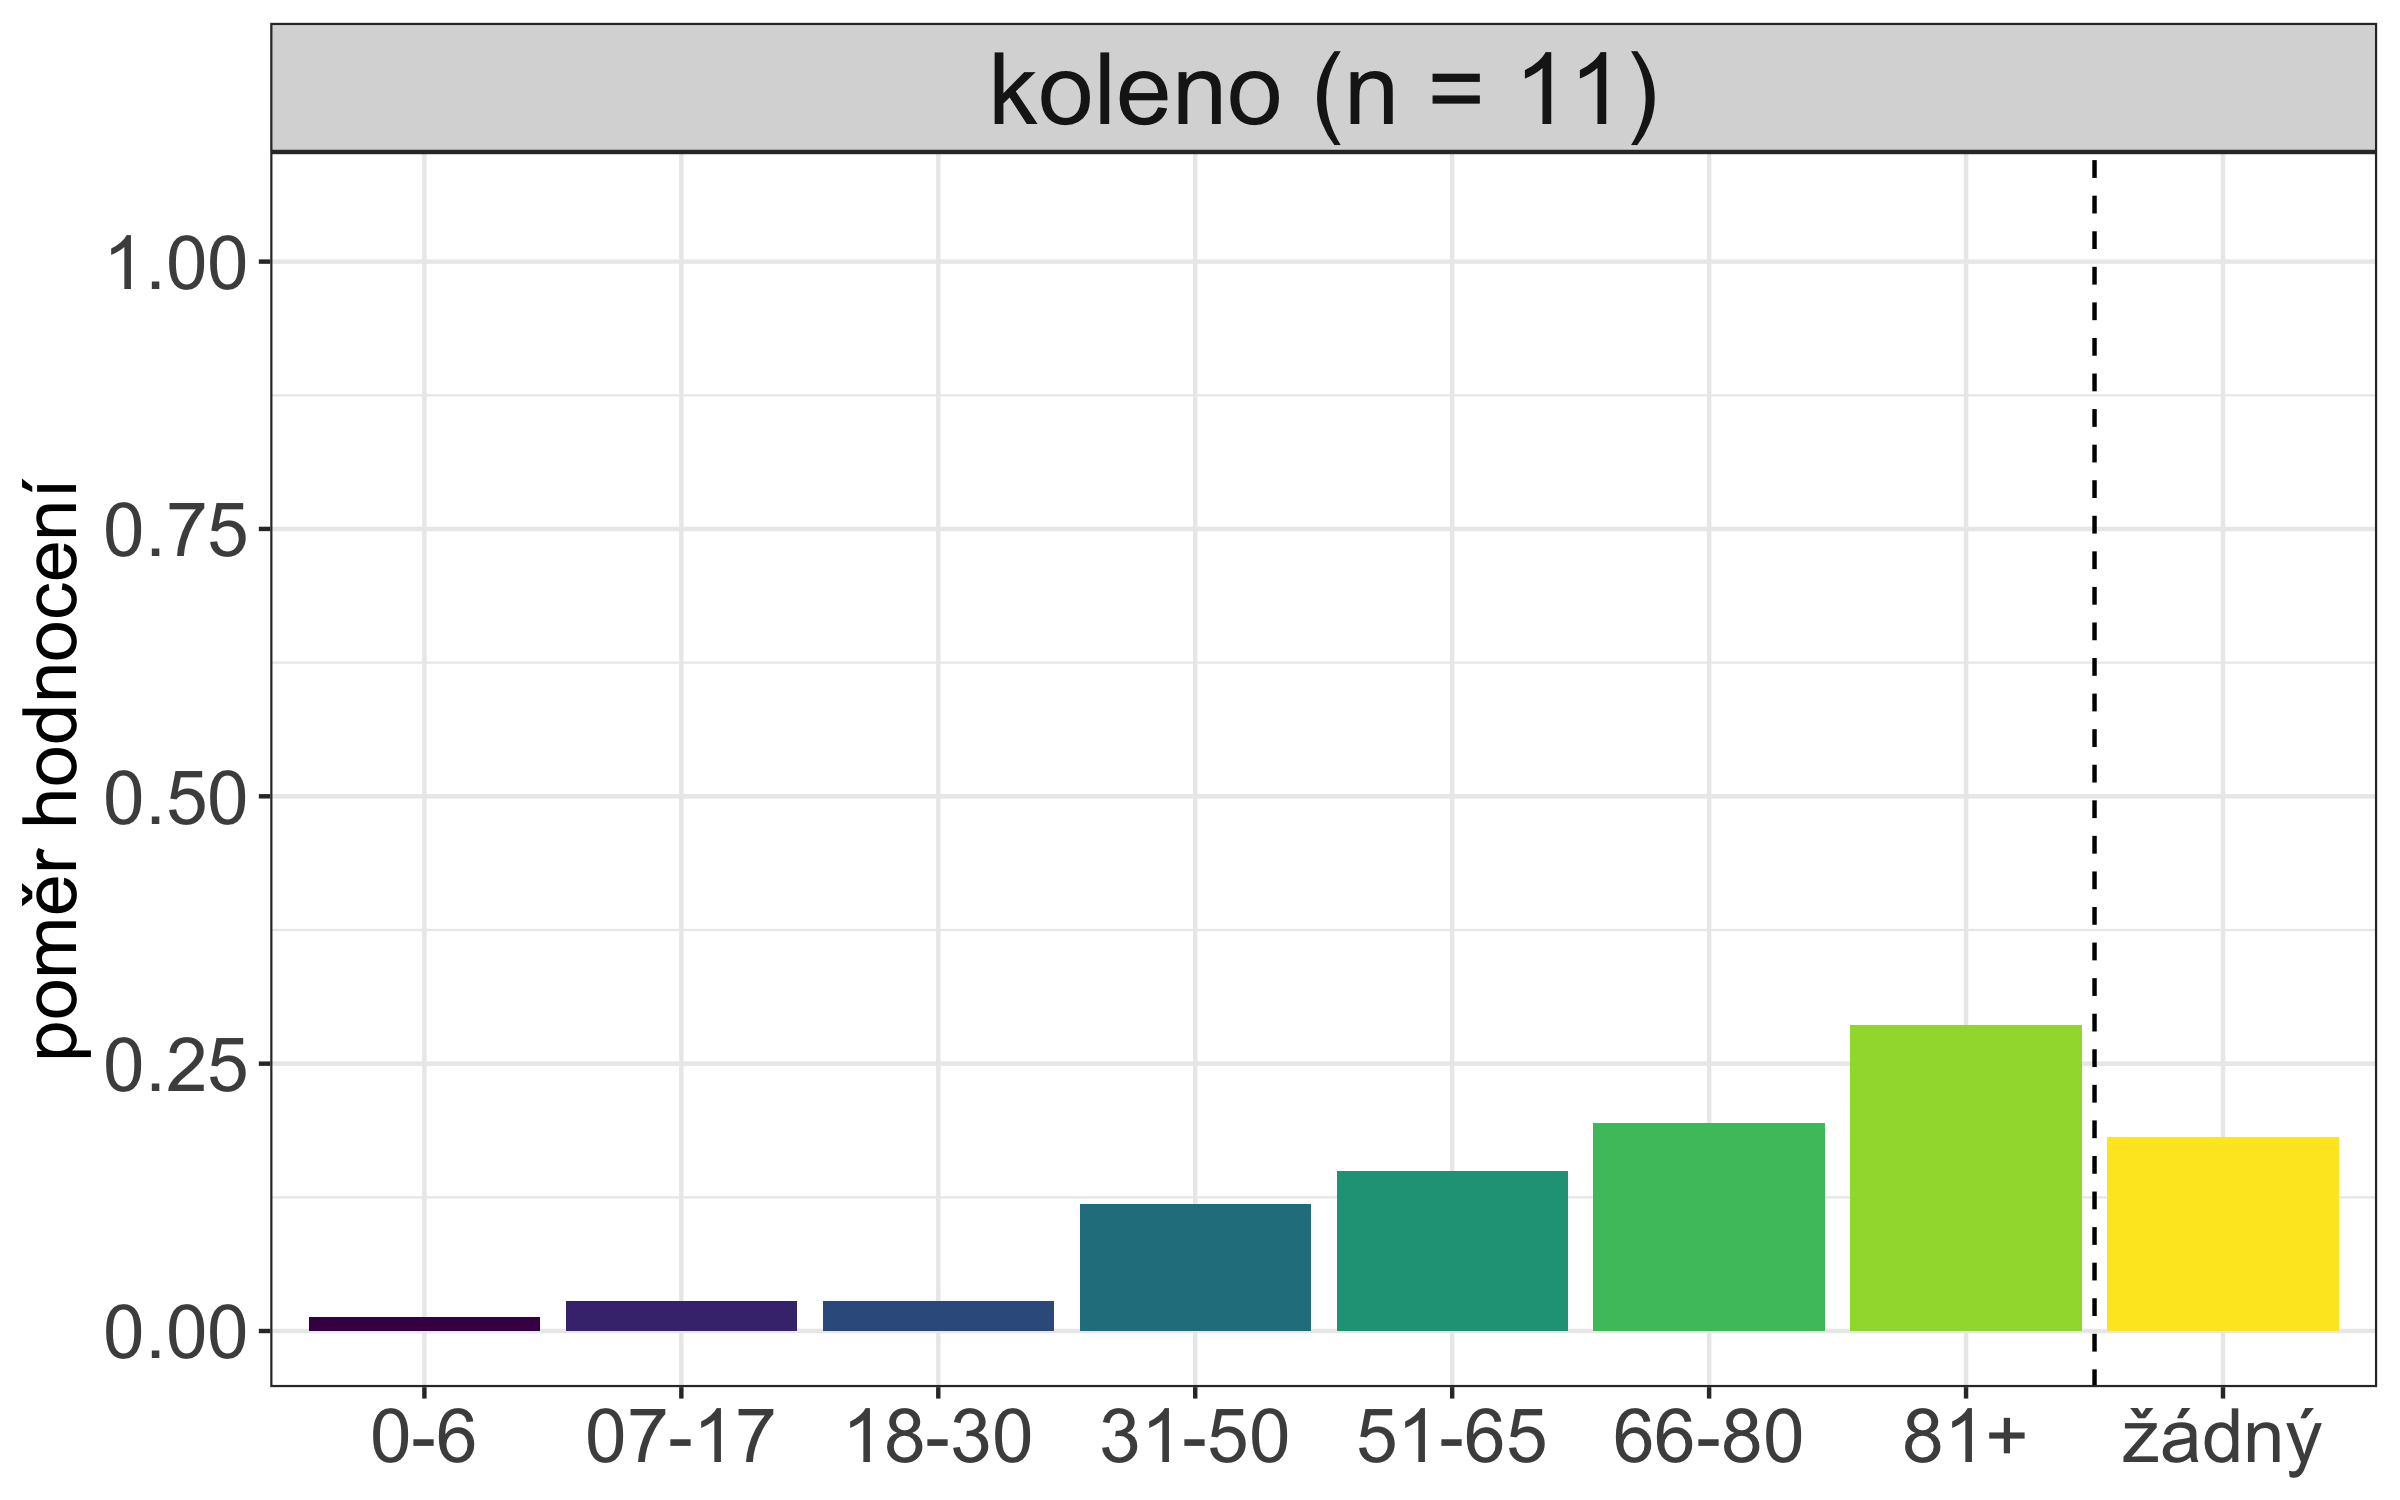 koleno (n = 11)
poměr hodnocení
1.00
0.75
0.50
0.25
0.00
0-6 07-17 18-30 31-50 51-65 66-80 81+ žádný